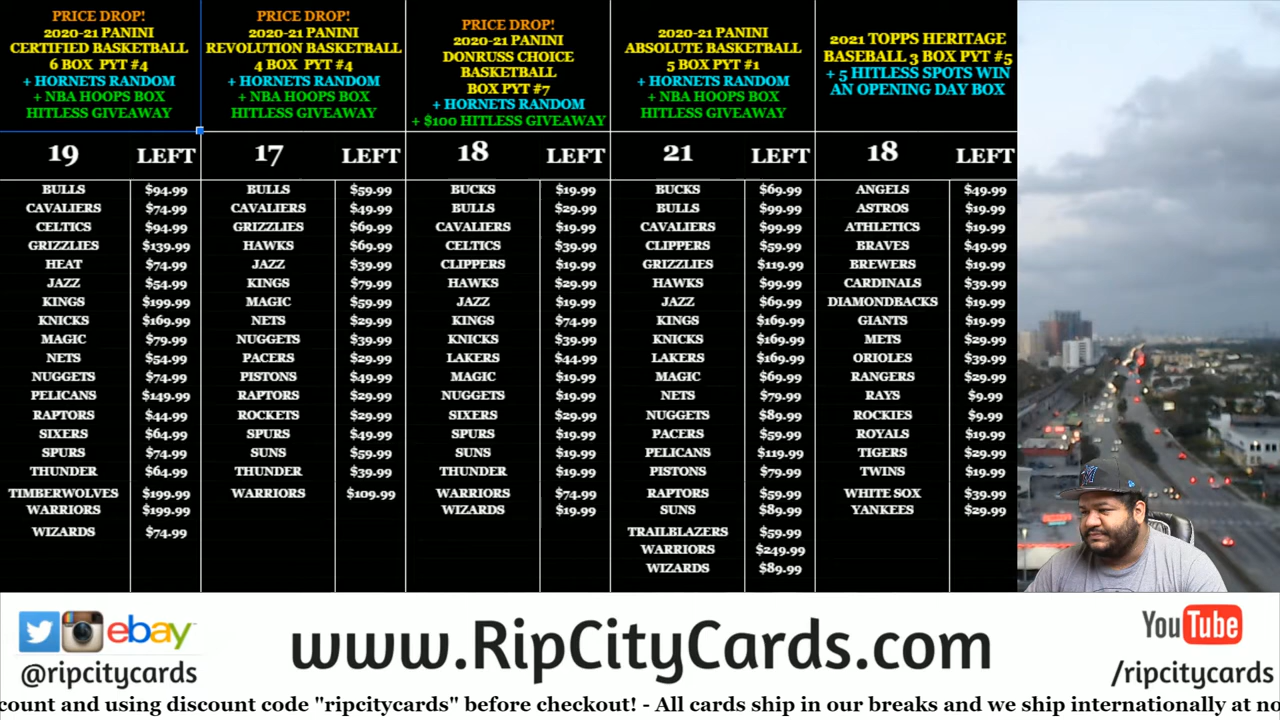 PRICE DROP!
2020-21 PANINI
CERTIFIED BASKETBALL
6 BOX PYT #4
+ HORNETS RANDOM
+ NBA HOOPS BOX
HITLESS GIVEAWAY
19 LEFT
BULLS $94.99
CAVALIERS $74.99
CELTICS $94.99
GRIZZLIES $139.99
HEAT $74.99
JAZZ $54.99
KINGS $199.99
KNICKS $169.99
MAGIC $79.99
NETS $54.99
NUGGETS $74.99
PELICANS $149.99
RAPTORS $44.99
SIXERS $64.99
SPURS $74.99
THUNDER $64.99
TIMBERWOLVES $199.99
WARRIORS $199.99
WIZARDS $74.99
PRICE DROP!
2020-21 PANINI
REVOLUTION BASKETBALL
4 BOX PYT #4
+ HORNETS RANDOM
+ NBA HOOPS BOX
HITLESS GIVEAWAY
17 LEFT
BULLS $59.99
CAVALIERS $49.99
GRIZZLIES $69.99
HAWKS $69.99
JAZZ $39.99
KINGS $79.99
MAGIC $59.99
NETS $29.99
NUGGETS $39.99
PACERS $29.99
PISTONS $49.99
RAPTORS $29.99
ROCKETS $29.99
SPURS $49.99
SUNS $59.99
THUNDER $39.99
WARRIORS $109.99
PRICE DROP!
2020-21 PANINI
DONRUSS CHOICE
BASKETBALL
BOX PYT #7
+ HORNETS RANDOM
+ $100 HITLESS GIVEAWAY
18 LEFT
BUCKS $19.99
BULLS $29.99
CAVALIERS $19.99
CELTICS $39.99
CLIPPERS $19.99
HAWKS $29.99
JAZZ $19.99
KINGS $74.99
KNICKS $39.99
LAKERS $44.99
MAGIC $19.99
NUGGETS $19.99
SIXERS $29.99
SPURS $19.99
SUNS $19.99
THUNDER $19.99
WARRIORS $74.99
WIZARDS $19.99
2020-21 PANINI
ABSOLUTE BASKETBALL
5 BOX PYT #1
+ HORNETS RANDOM
+ NBA HOOPS BOX
HITLESS GIVEAWAY
21 LEFT
BUCKS $69.99
BULLS $99.99
CAVALIERS $99.99
CLIPPERS $59.99
GRIZZLIES $119.99
HAWKS $99.99
JAZZ $69.99
KINGS $169.99
KNICKS $169.99
LAKERS $169.99
MAGIC $69.99
NETS $79.99
NUGGETS $89.99
PACERS $59.99
PELICANS $119.99
PISTONS $79.99
RAPTORS $59.99
SUNS $89.99
TRAILBLAZERS $59.99
WARRIORS $249.99
WIZARDS $89.99
2021 TOPPS HERITAGE
BASEBALL 3 BOX PYT #5
+ 5 HITLESS SPOTS WIN
AN OPENING DAY BOX
18 LEFT
ANGELS $49.99
ASTROS $19.99
ATHLETICS $19.99
BRAVES $49.99
BREWERS $19.99
CARDINALS $39.99
DIAMONDBACKS $19.99
GIANTS $19.99
METS $29.99
ORIOLES $39.99
RANGERS $29.99
RAYS $9.99
ROCKIES $9.99
ROYALS $19.99
TIGERS $29.99
TWINS $19.99
WHITE SOX $39.99
YANKEES $29.99
ebay
@ripcitycards
www.RipCityCards.com
YouTube
/ripcitycards
count and using discount code "ripcitycards" before checkout! - All cards ship in our breaks and we ship internationally at no